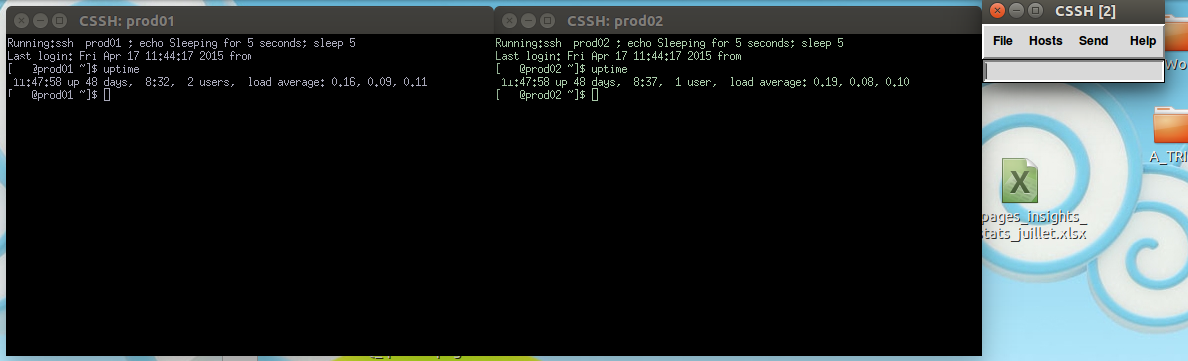 CSSH: prod01
Running:ssh prod01 ; echo Sleeping for 5 seconds; sleep 5
Last login: Fri Apr 17 11:44:17 2015 from
[ @prod01 ~]$ uptime
11:47:58 up 48 days, 8:32, 2 users, load average: 0.16, 0.09, 0.11
[ @prod01 ~]$
CSSH: prod02
Running:ssh prod02 ; echo Sleeping for 5 seconds; sleep 5
Last login: Fri Apr 17 11:44:17 2015 from
[ @prod02 ~]$ uptime
11:47:58 up 48 days, 8:37, 1 user, load average: 0.19, 0.08, 0.10
[ @prod02 ~]$
CSSH [2]
File Hosts Send Help
Wo
A_TRI
X
pages_insights_
stats_juillet.xlsx